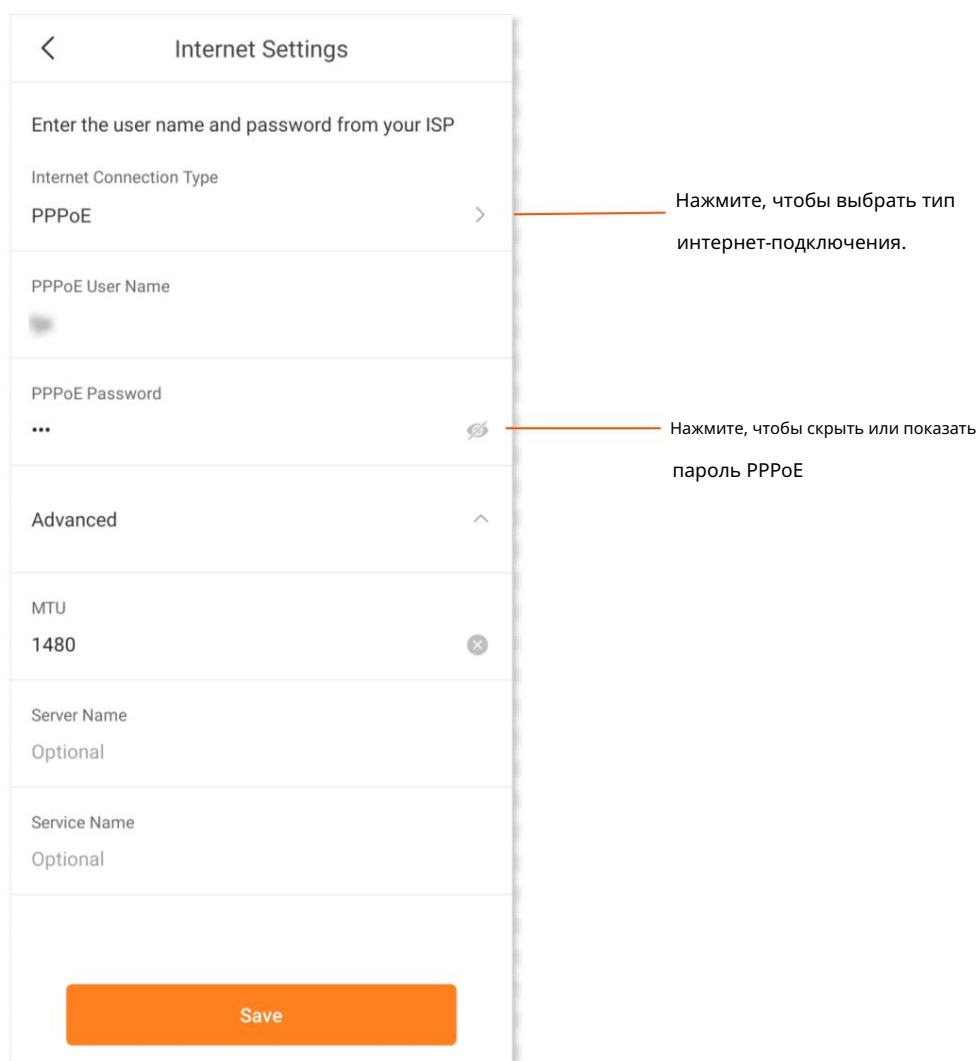 Internet Settings
Enter the user name and password from your ISP
Internet Connection Type
PPPoE
Нажмите, чтобы выбрать тип
интернет-подключения.
PPPoE User Name
PPPoE Password
•••
Нажмите, чтобы скрыть или показать
пароль PPPoE
Advanced
MTU
1480
Server Name
Optional
Service Name
Optional
Save